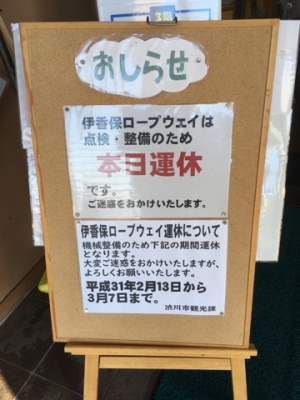 3階
おしらせ
伊香保ロープウェイは
点検・整備のため
本日運休
です。
ご迷惑をおかけいたします。
伊香保ロープウェイ運休について
機械整備のため下記の期間運休
となります。
大変ご迷惑をおかけいたしますが、
よろしくお願いいたします。
平成31年2月13日から
3月7日まで。
渋川市観光課